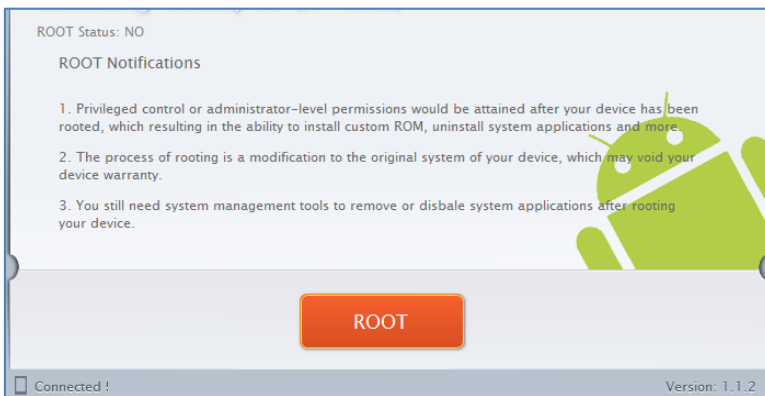 ROOT Status: NO
ROOT Notifications
1. Privileged control or administrator-level permissions would be attained after your device has been
rooted, which resulting in the ability to install custom ROM, uninstall system applications and more.
2. The process of rooting is a modification to the original system of your device, which may void your
device warranty.
3. You still need system management tools to remove or disbale system applications after rooting
your device.
ROOT
Connected !
Version: 1.1.2